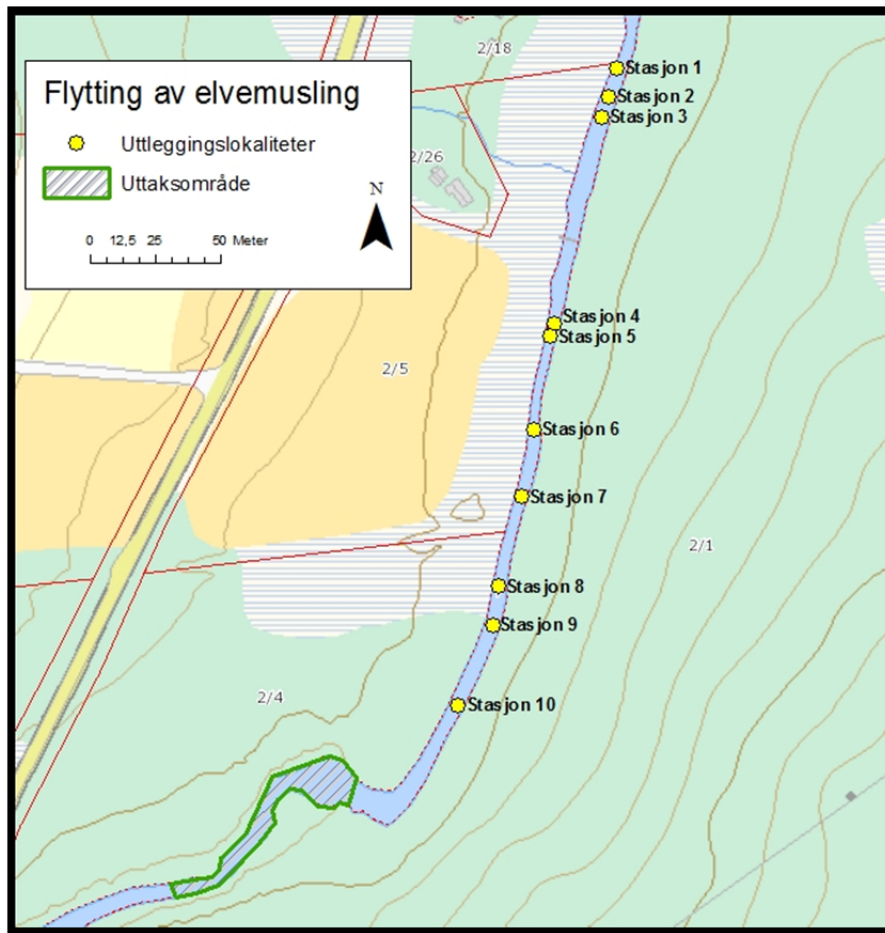 2/18
Stasjon 1
Stasjon 2
Stasjon 3
Flytting av elvemusling
Uttleggingslokaliteter
Uttaksområde
N
0 12,5 25 50 Meter
2/26
Stasjon 4
Stasjon 5
2/5
Stasjon 6
Stasjon 7
2/1
Stasjon 8
Stasjon 9
2/4
Stasjon 10